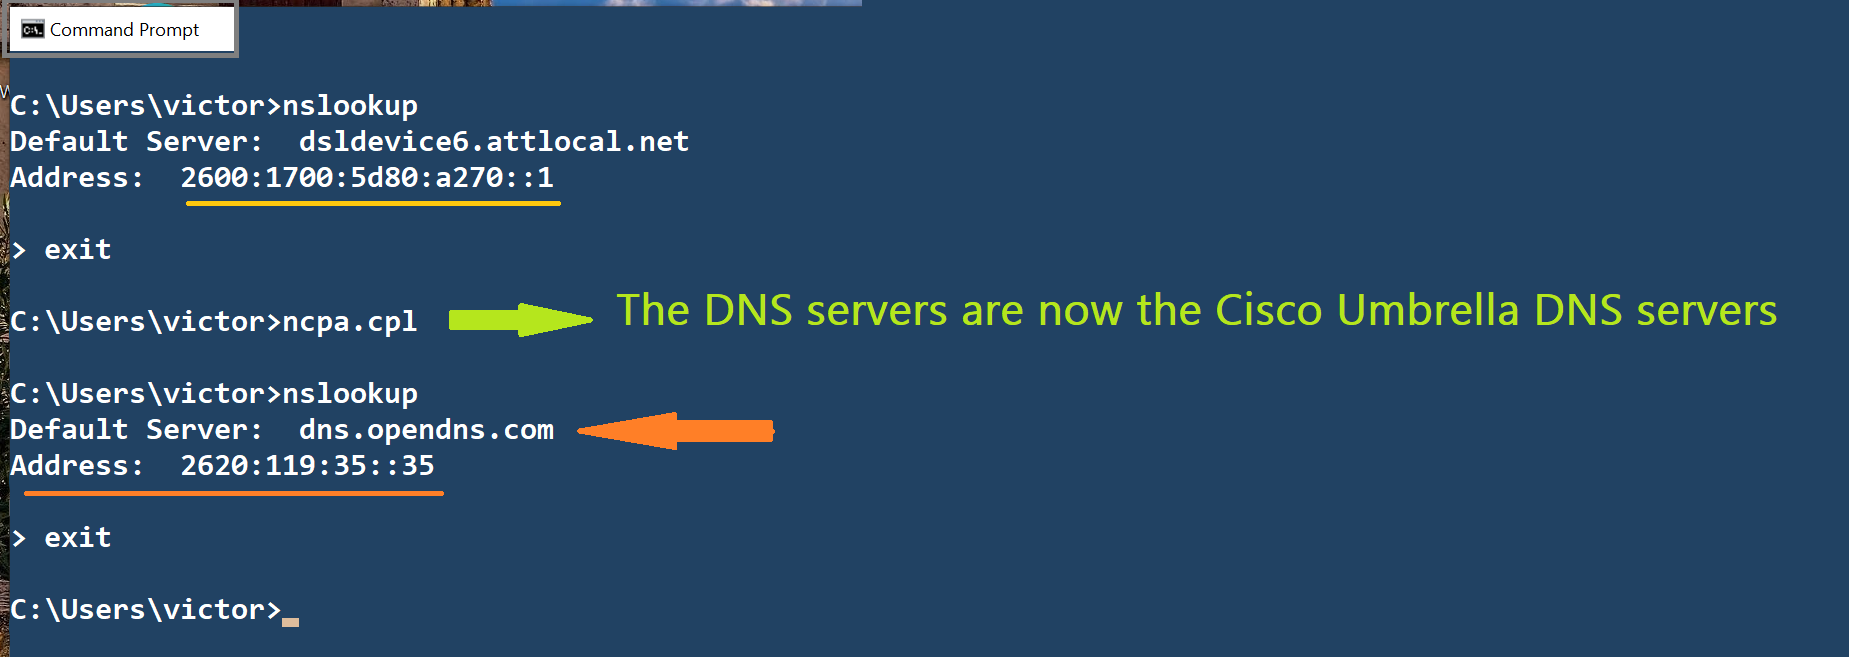 Command Prompt
C:\Users\victor>nslookup
Default Server:  dsldevice6.attlocal.net
Address:  2600:1700:5d80:a270::1
> exit
C:\Users\victor>ncpa.cpl
The DNS servers are now the Cisco Umbrella DNS servers
C:\Users\victor>nslookup
Default Server:  dns.opendns.com
Address:  2620:119:35::35
> exit
C:\Users\victor>